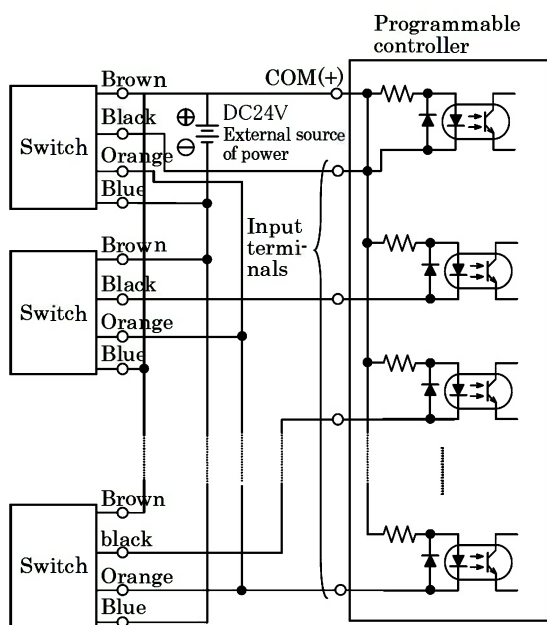 Programmable
controller
Brown
COM(+)
Black
⊕
DC24V
Switch
External source
Orange
⊖
of power
Blue
Input
termi-
nals
Brown
Black
Switch
Orange
Blue
Brown
black
Switch
Orange
Blue